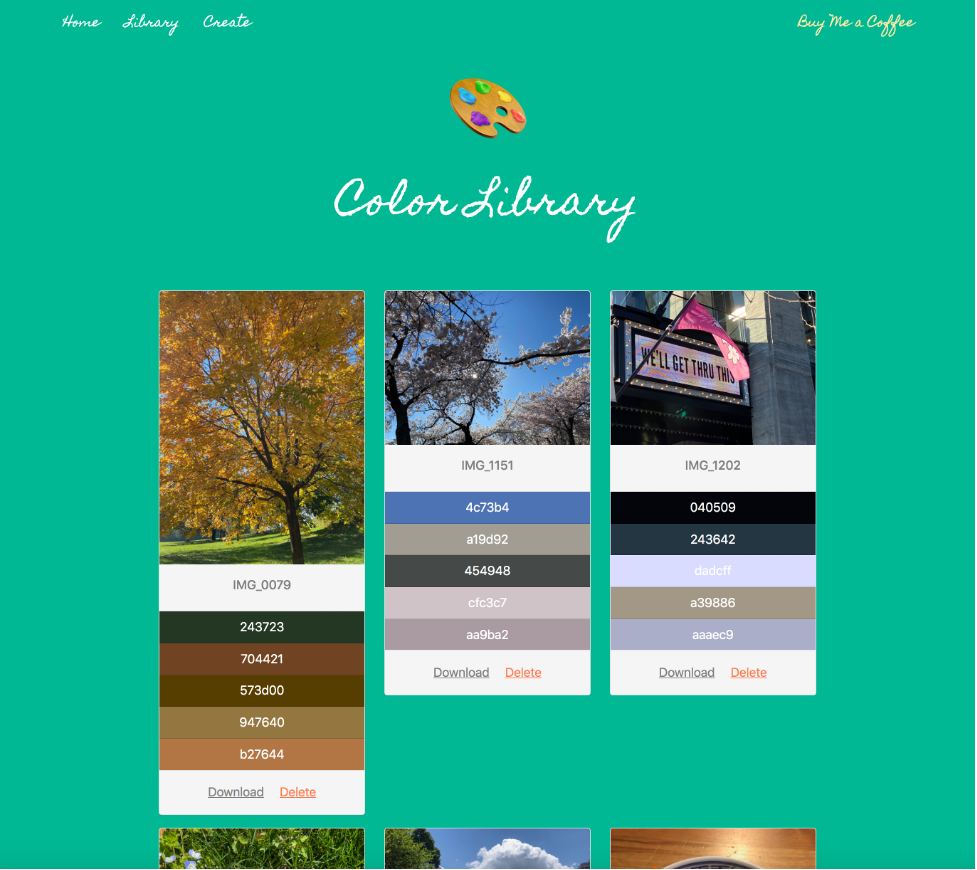 Home Library Create Buy Me a Coffee
Color Library
WE'LL GET THRU THIS
IMG_0079
243723
704421
573d00
947640
b27644
Download Delete
IMG_1151
4c73b4
a19d92
454948
cfc3c7
aa9ba2
Download Delete
IMG_1202
040509
243642
dadcff
a39886
aaaec9
Download Delete